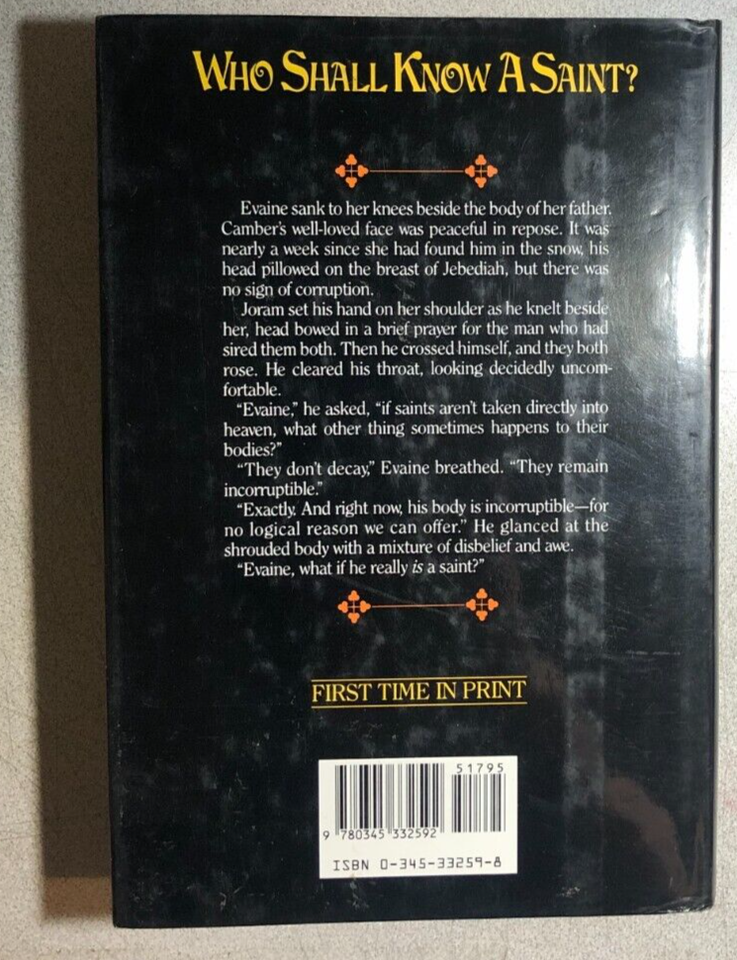 WHO SHALL KNOW A SAINT?
Evaine sank to her knees beside the body of her father.
Camber's well-loved face was peaceful in repose. It was
nearly a week since she had found him in the snow, his
head pillowed on the breast of Jebediah, but there was
no sign of corruption.
Joram set his hand on her shoulder as he knelt beside
her, head bowed in a brief prayer for the man who had
sired them both. Then he crossed himself, and they both
rose. He cleared his throat, looking decidedly uncom-
fortable.
"Evaine," he asked, "if saints aren't taken directly into
heaven, what other thing sometimes happens to their
bodies?"
"They don't decay," Evaine breathed. "They remain
incorruptible."
"Exactly. And right now, his body is incorruptible—for
no logical reason we can offer." He glanced at the
shrouded body with a mixture of disbelief and awe.
"Evaine, what if he really is a saint?"
FIRST TIME IN PRINT
51795
9 780345 332592
ISBN 0-345-33259-8